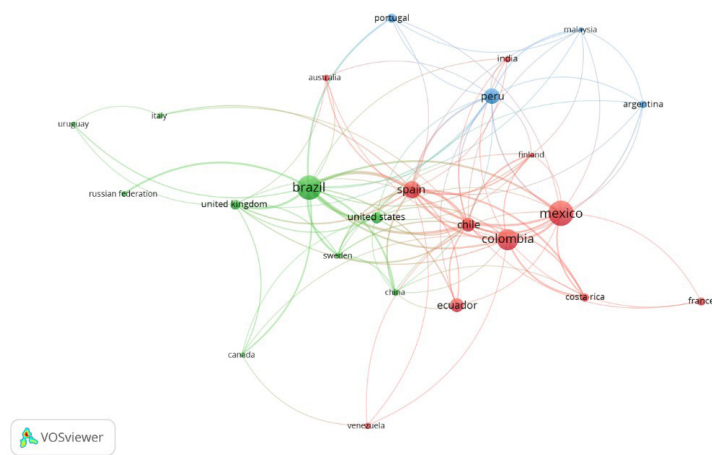 portugal
malaysia
india
australia
peru
argentina
italy
uruguay
finland
brazil
spain
russian federation
united kingdom
mexico
united states
chile
colombia
sweden
china
costa rica
ecuador
france
canada
venezuela
VOSviewer